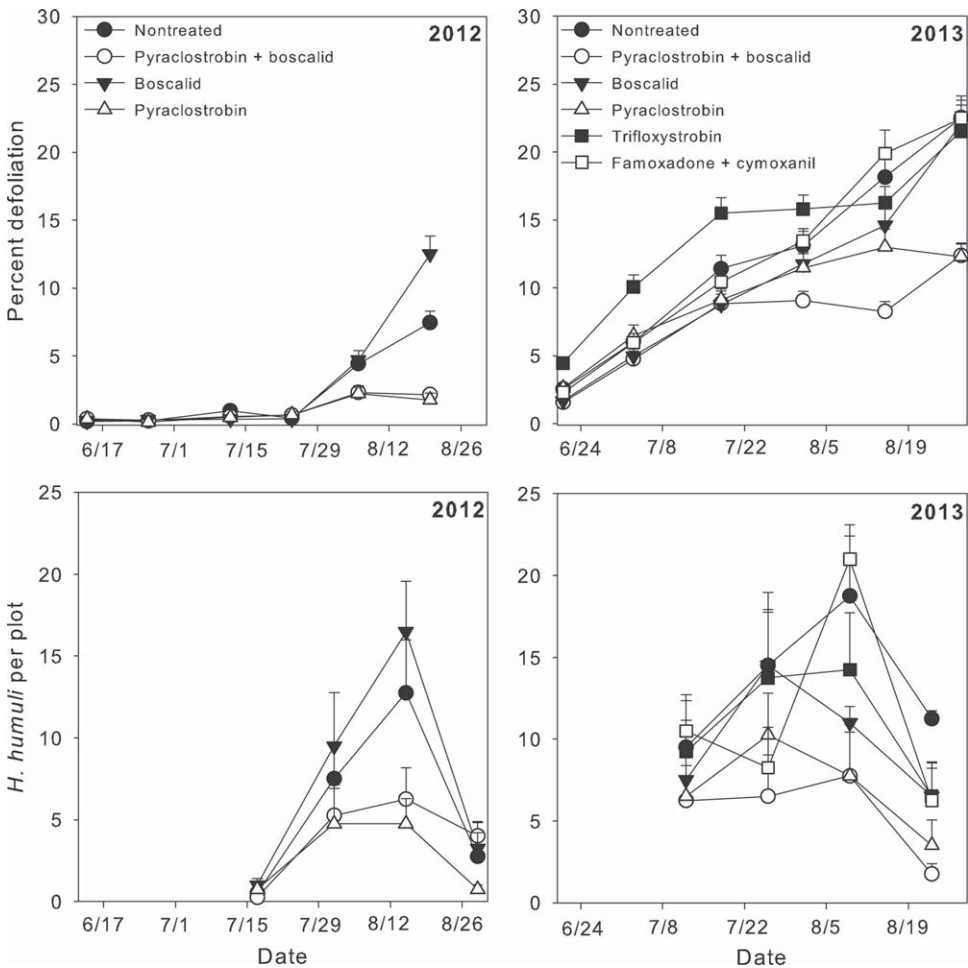 Percent defoliation
30
25
20
15
10
5
0
2012
Nontreated
Pyraclostrobin + boscalid
Boscalid
Pyraclostrobin
6/17 7/1 7/15 7/29 8/12 8/26
30
25
20
15
10
5
0
2013
Nontreated
Pyraclostrobin + boscalid
Boscalid
Pyraclostrobin
Trifloxystrobin
Famoxadone + cymoxanil
6/24 7/8 7/22 8/5 8/19
H. humuli per plot
25
20
15
10
5
0
2012
6/17 7/1 7/15 7/29 8/12 8/26
Date
25
20
15
10
5
0
2013
6/24 7/8 7/22 8/5 8/19
Date